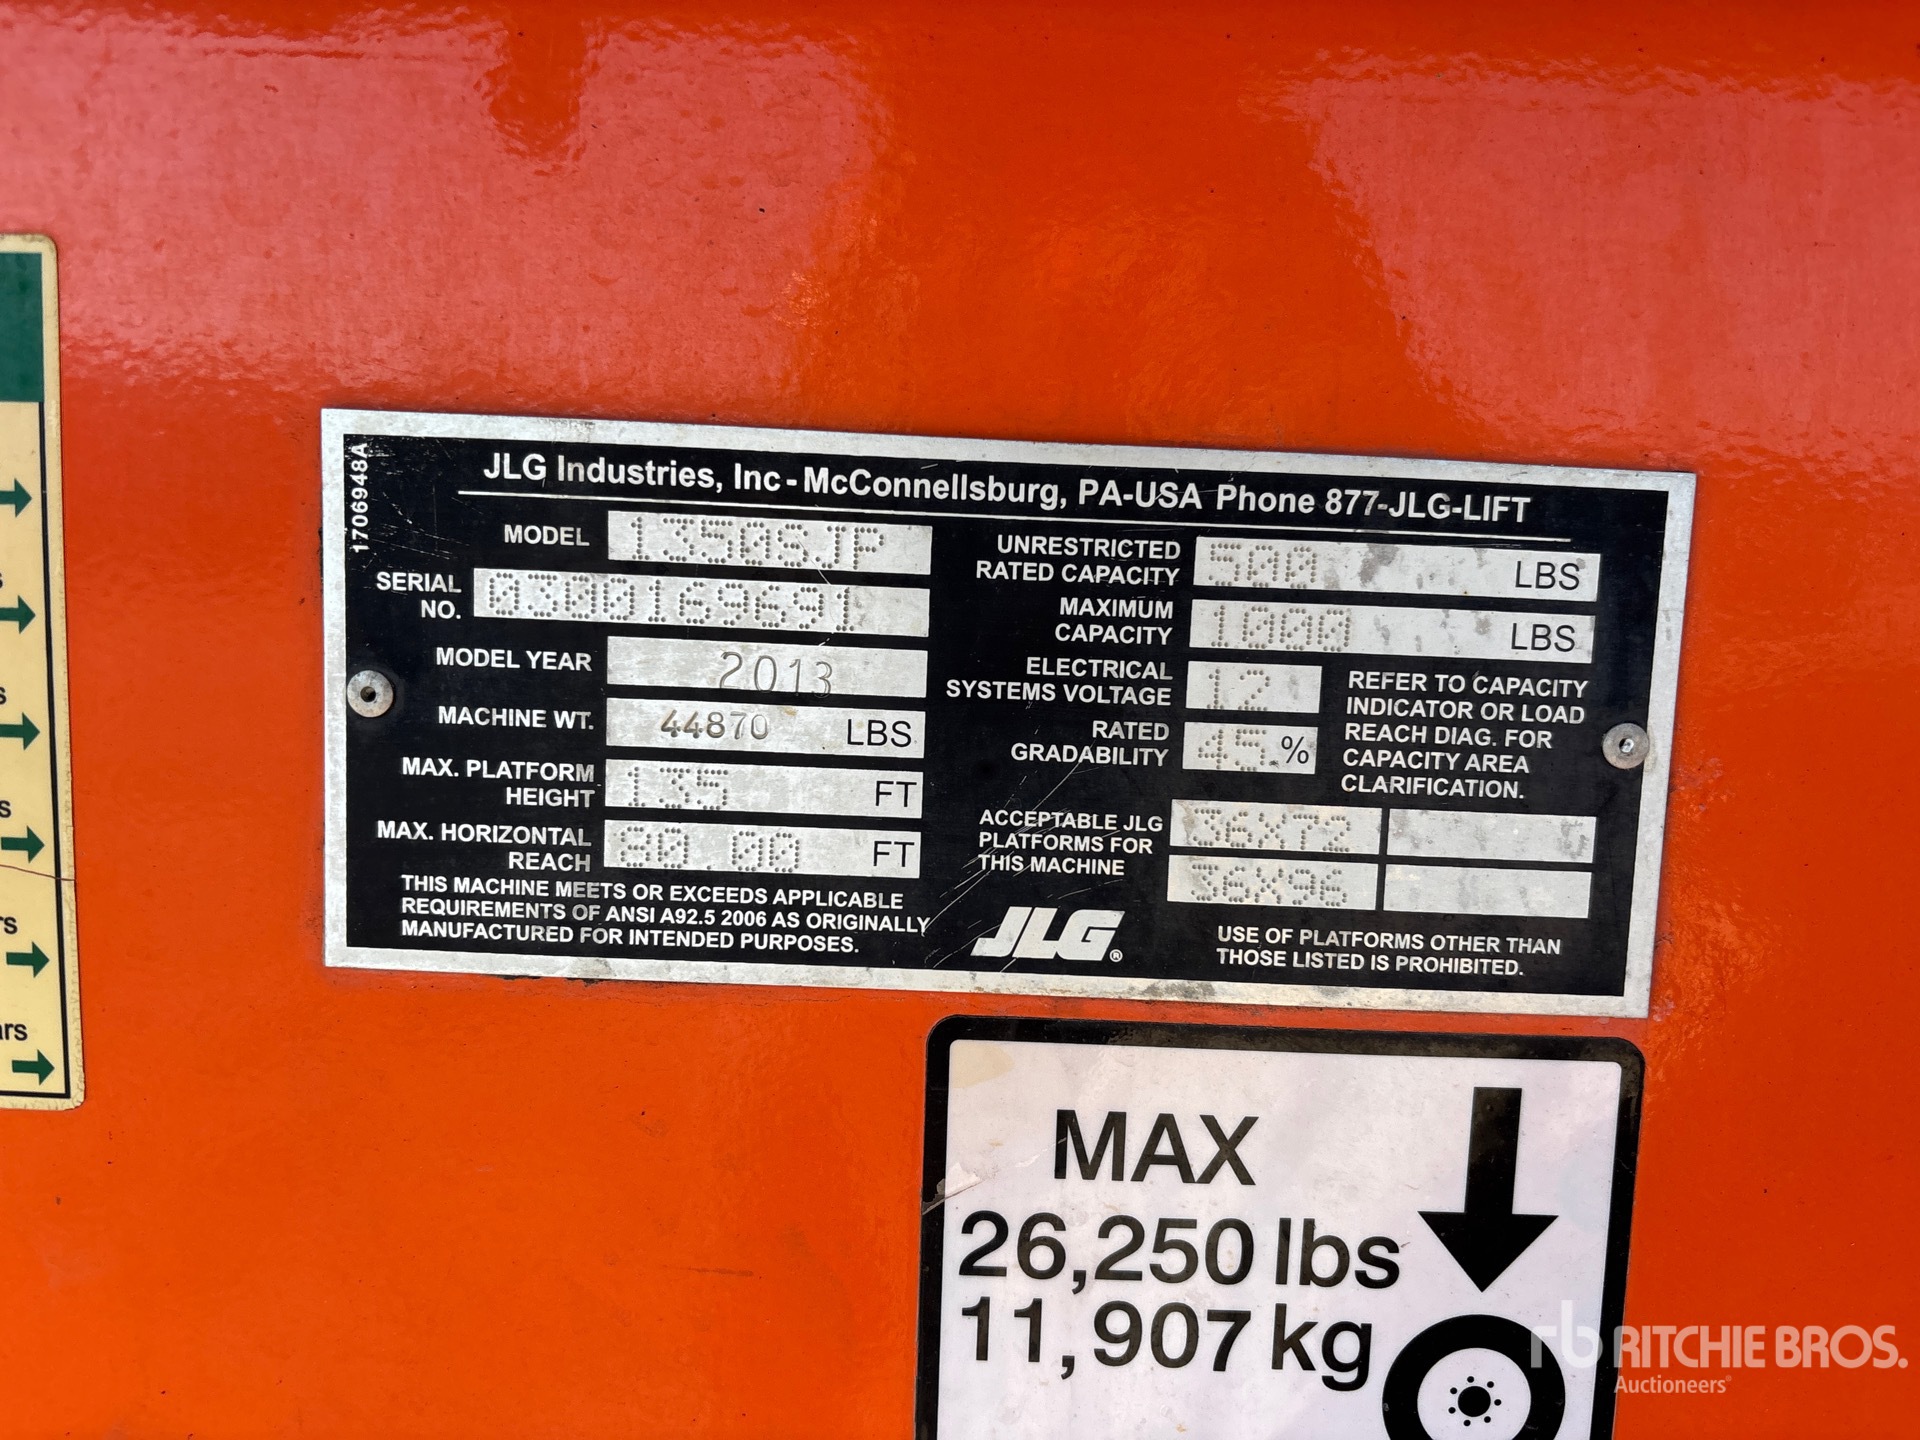 JLG Industries, Inc - McConnellsburg, PA-USA Phone 877-JLG-LIFT
1706948A
MODEL 1350SJP
SERIAL
NO. 0300169691
MODEL YEAR 2013
MACHINE WT. 44870 LBS
MAX. PLATFORM
HEIGHT 135 FT
MAX. HORIZONTAL
REACH 80.00 FT
THIS MACHINE MEETS OR EXCEEDS APPLICABLE
REQUIREMENTS OF ANSI A92.5 2006 AS ORIGINALLY
MANUFACTURED FOR INTENDED PURPOSES.
UNRESTRICTED
RATED CAPACITY 500 LBS
MAXIMUM
CAPACITY 1000 LBS
ELECTRICAL
SYSTEMS VOLTAGE 12
RATED
GRADABILITY 45. %
REFER TO CAPACITY
INDICATOR OR LOAD
REACH DIAG. FOR
CAPACITY AREA
CLARIFICATION.
ACCEPTABLE JLG
PLATFORMS FOR
THIS MACHINE
36X72
36X96
JLG®
USE OF PLATFORMS OTHER THAN
THOSE LISTED IS PROHIBITED.
MAX
26,250 lbs
11,907 kg
rb RITCHIE BROS.
Auctioneers